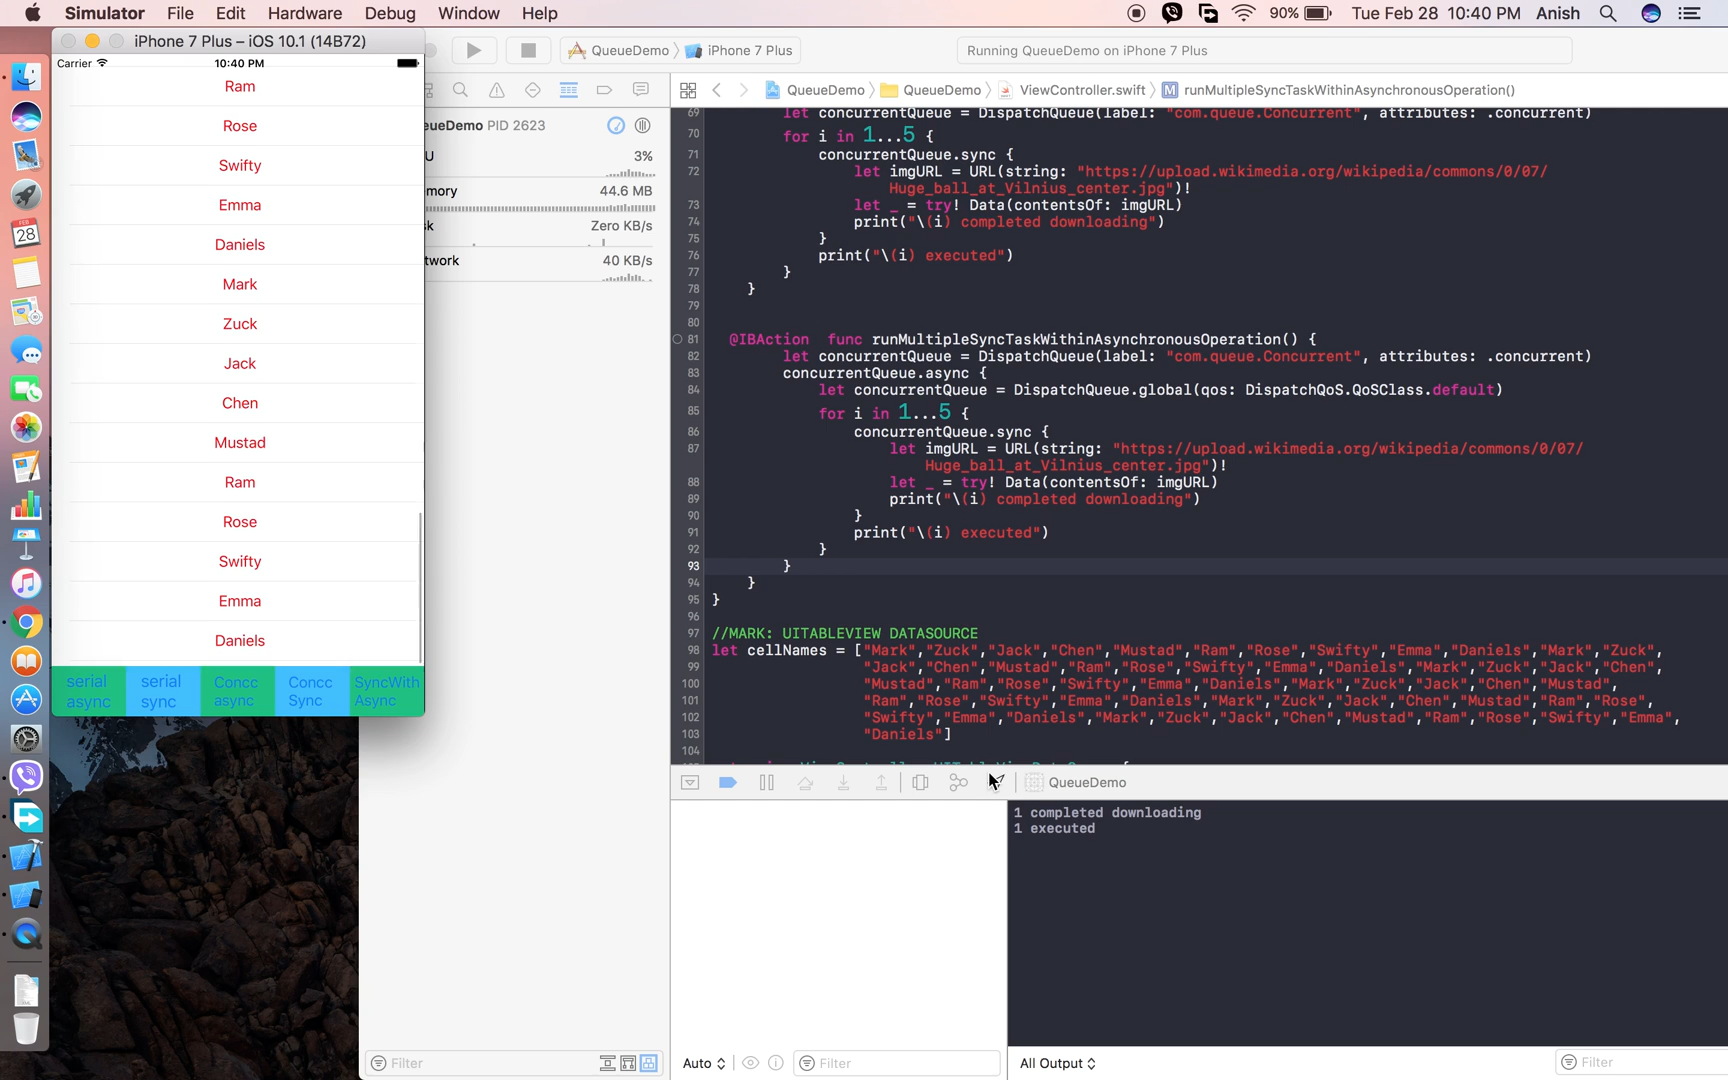 Simulator File Edit Hardware Debug Window Help
90% Tue Feb 28 10:40 PM Anish
iPhone 7 Plus – iOS 10.1 (14B72)
Carrier 10:40 PM
Ram
Rose
Swifty
Emma
Daniels
Mark
Zuck
Jack
Chen
Mustad
Ram
Rose
Swifty
Emma
Daniels
serial async
serial sync
Concc async
Concc Sync
SyncWith Async
FEB
28
QueueDemo iPhone 7 Plus
Running QueueDemo on iPhone 7 Plus
QueueDemo QueueDemo ViewController.swift M runMultipleSyncTaskWithinAsynchronousOperation()
eueDemo PID 2623
U 3%
emory 44.6 MB
sk Zero KB/s
twork 40 KB/s
69 let concurrentQueue = DispatchQueue(label: "com.queue.Concurrent", attributes: .concurrent)
70 for i in 1...5 {
71 concurrentQueue.sync {
72 let imgURL = URL(string: "https://upload.wikimedia.org/wikipedia/commons/0/07/
Huge_ball_at_Vilnius_center.jpg")!
73 let _ = try! Data(contentsOf: imgURL)
74 print("\(i) completed downloading")
75 }
76 print("\(i) executed")
77 }
78 }
79
80
81 @IBAction func runMultipleSyncTaskWithinAsynchronousOperation() {
82 let concurrentQueue = DispatchQueue(label: "com.queue.Concurrent", attributes: .concurrent)
83 concurrentQueue.async {
84 let concurrentQueue = DispatchQueue.global(qos: DispatchQoS.QoSClass.default)
85 for i in 1...5 {
86 concurrentQueue.sync {
87 let imgURL = URL(string: "https://upload.wikimedia.org/wikipedia/commons/0/07/
Huge_ball_at_Vilnius_center.jpg")!
88 let _ = try! Data(contentsOf: imgURL)
89 print("\(i) completed downloading")
90 }
91 print("\(i) executed")
92 }
93 }
94 }
95 }
96
97 //MARK: UITABLEVIEW DATASOURCE
98 let cellNames = ["Mark","Zuck","Jack","Chen","Mustad","Ram","Rose","Swifty","Emma","Daniels","Mark","Zuck",
99 "Jack","Chen","Mustad","Ram","Rose","Swifty","Emma","Daniels","Mark","Zuck","Jack","Chen",
100 "Mustad","Ram","Rose","Swifty","Emma","Daniels","Mark","Zuck","Jack","Chen","Mustad",
101 "Ram","Rose","Swifty","Emma","Daniels","Mark","Zuck","Jack","Chen","Mustad","Ram","Rose",
102 "Swifty","Emma","Daniels","Mark","Zuck","Jack","Chen","Mustad","Ram","Rose","Swifty","Emma",
103 "Daniels"]
104
QueueDemo
1 completed downloading
1 executed
Filter
Auto
Filter
All Output
Filter